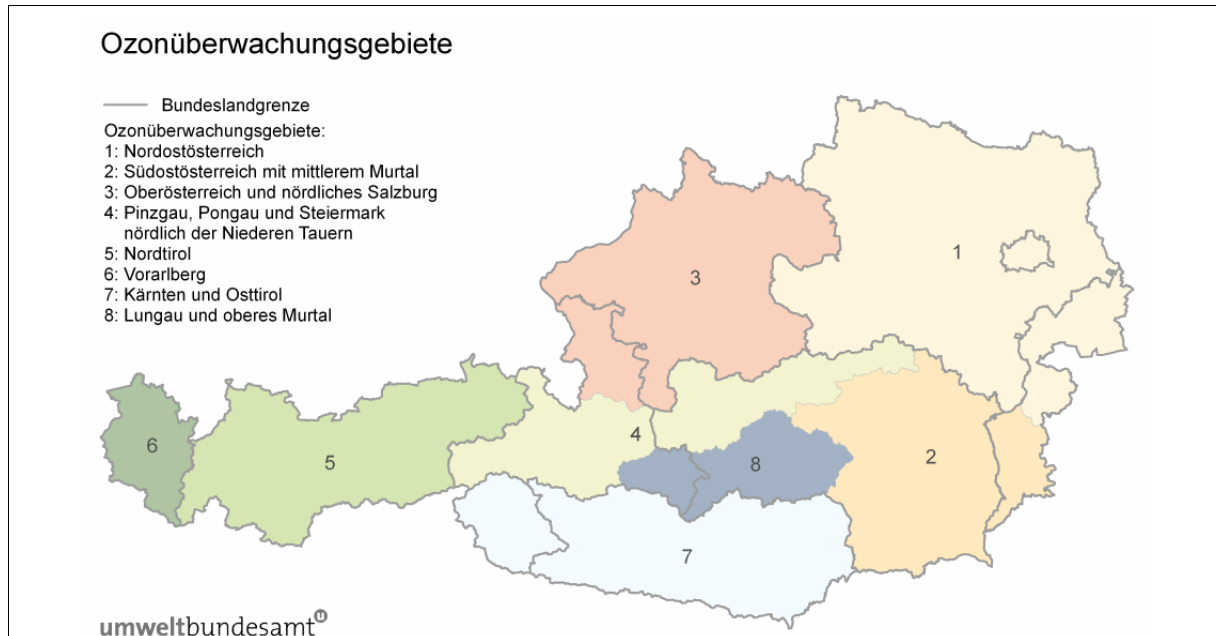 Ozonüberwachungsgebiete
Bundeslandgrenze
Ozonüberwachungsgebiete:
1: Nordostösterreich
2: Südostösterreich mit mittlerem Murtal
3: Oberösterreich und nördliches Salzburg
4: Pinzgau, Pongau und Steiermark
nördlich der Niederen Tauern
5: Nordtirol
6: Vorarlberg
7: Kärnten und Osttirol
8: Lungau und oberes Murtal
1
3
4
6
5
8
2
7
umweltbundesamt u